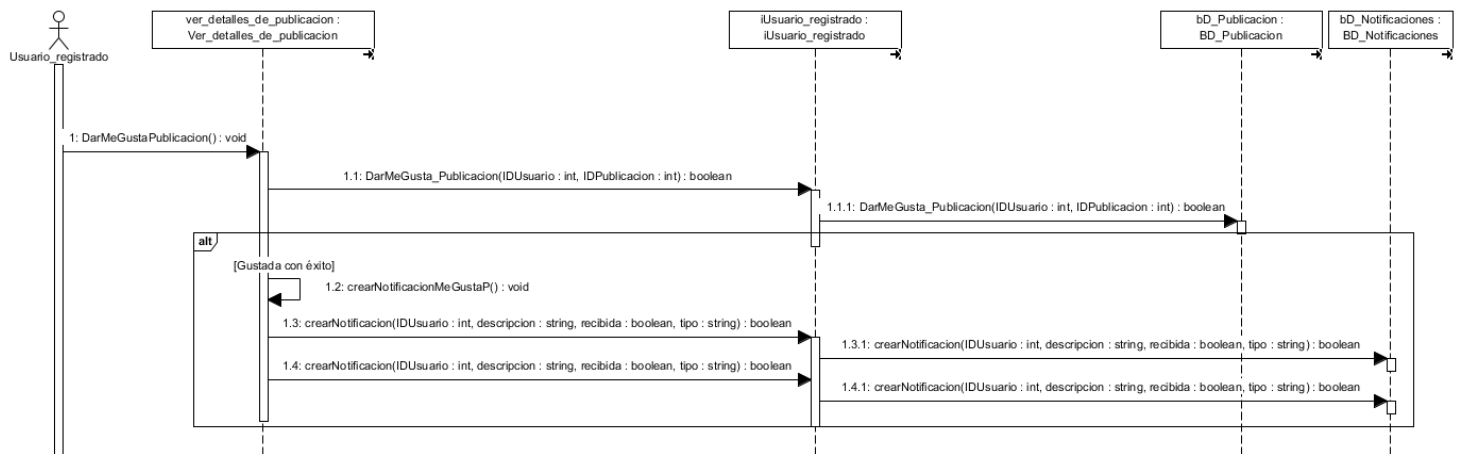 ver_detalles_de_publicacion :
Ver_detalles_de_publicacion
iUsuario_registrado :
iUsuario_registrado
bD_Publicacion :
BD_Publicacion
bD_Notificaciones :
BD_Notificaciones
Usuario_registrado
1: DarMeGustaPublicacion() : void
1.1: DarMeGusta_Publicacion(IDUsuario : int, IDPublicacion : int) : boolean
1.1.1: DarMeGusta_Publicacion(IDUsuario : int, IDPublicacion : int) : boolean
alt
[Gustada con éxito]
1.2: crearNotificacionMeGustaP() : void
1.3: crearNotificacion(IDUsuario : int, descripcion : string, recibida : boolean, tipo : string) : boolean
1.3.1: crearNotificacion(IDUsuario : int, descripcion : string, recibida : boolean, tipo : string) : boolean
1.4: crearNotificacion(IDUsuario : int, descripcion : string, recibida : boolean, tipo : string) : boolean
1.4.1: crearNotificacion(IDUsuario : int, descripcion : string, recibida : boolean, tipo : string) : boolean